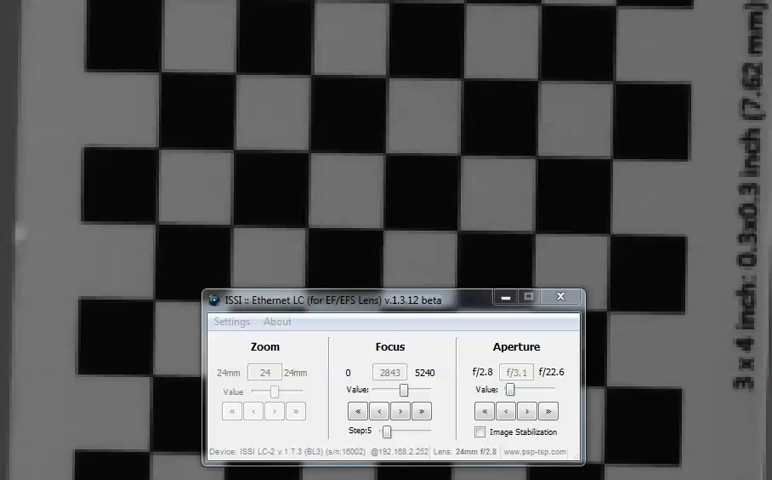 3 x 4 inch: 0.3x0.3 inch (7.62 mm)
ISSI :: Ethernet LC (for EF/EFS Lens) v.1.3.12 beta
Settings About
Zoom Focus Aperture
24mm 24 24mm 0 2843 5240 f/2.8 f/3.1 f/22.6
Value: Value: Value:
« ‹ › » « ‹ › » « ‹ › »
Step:5 Image Stabilization
Device: ISSI LC-2 v.1.7.3 (BL3) (s/n:16002) @192.168.2.252 Lens: 24mm f/2.8 www.psp-tsp.com